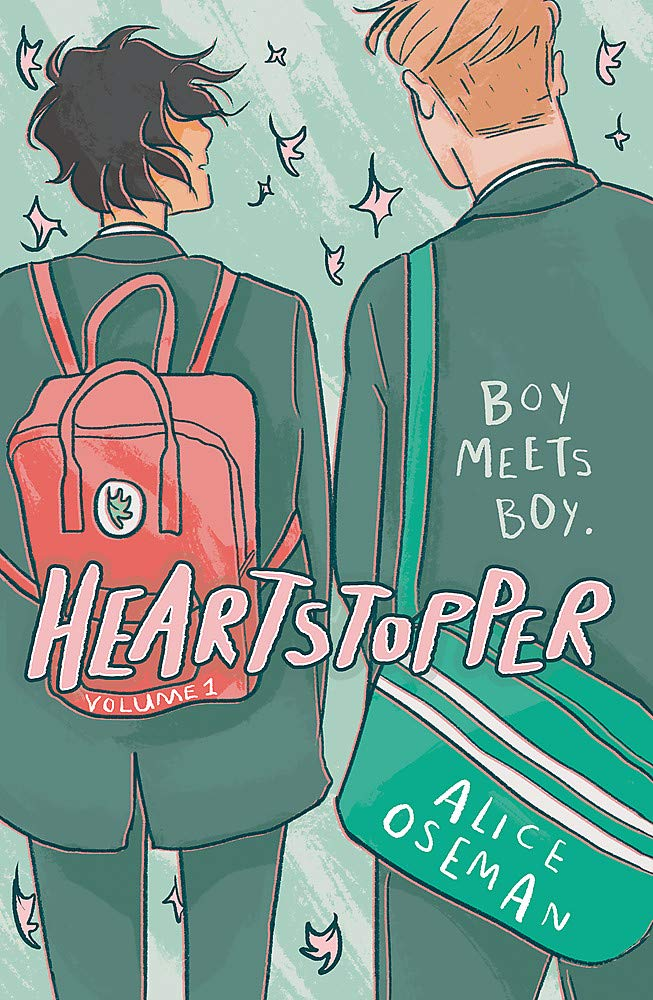 BOY
MEETS
BOY.
HEARTSTOPPER
VOLUME 1
ALICE
OSEMAN